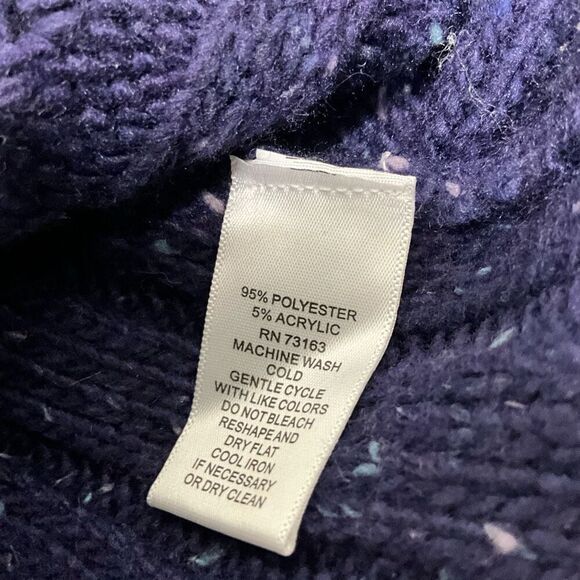 95% POLYESTER
5% ACRYLIC
RN 73163
MACHINE WASH
COLD
GENTLE CYCLE
WITH LIKE COLORS
DO NOT BLEACH
RESHAPE AND
DRY FLAT
COOL IRON
IF NECESSARY
OR DRY CLEAN